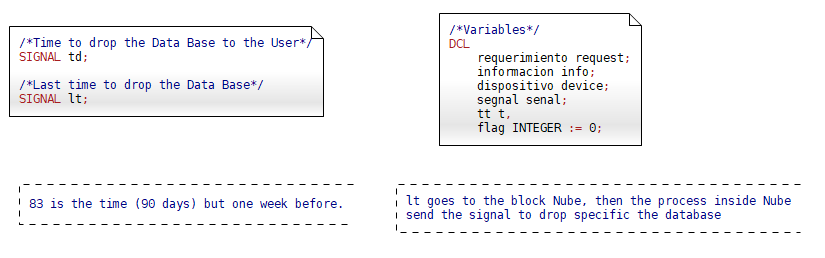 /*Time to drop the Data Base to the User*/
SIGNAL td;
/*Last time to drop the Data Base*/
SIGNAL lt;
/*Variables*/
DCL
requerimiento request;
informacion info;
dispositivo device;
segnal senal;
tt t,
flag INTEGER := 0;
83 is the time (90 days) but one week before.
lt goes to the block Nube, then the process inside Nube
send the signal to drop specific the database